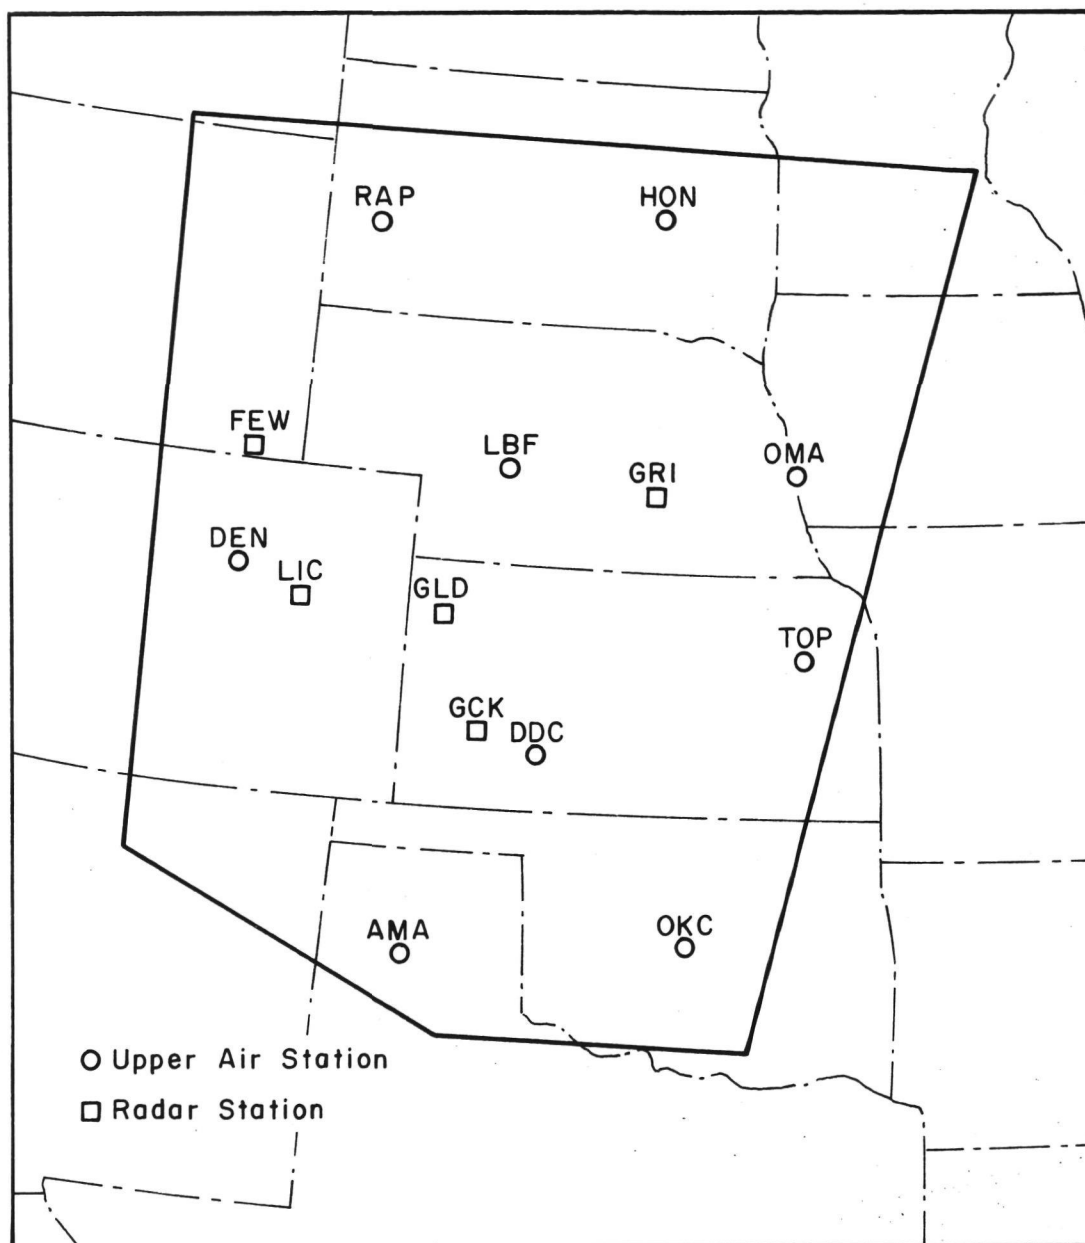 RAP
HON
FEW
LBF
GRI
OMA
DEN
LIC
GLD
TOP
GCK
DDC
AMA
OKC
Upper Air Station
Radar Station